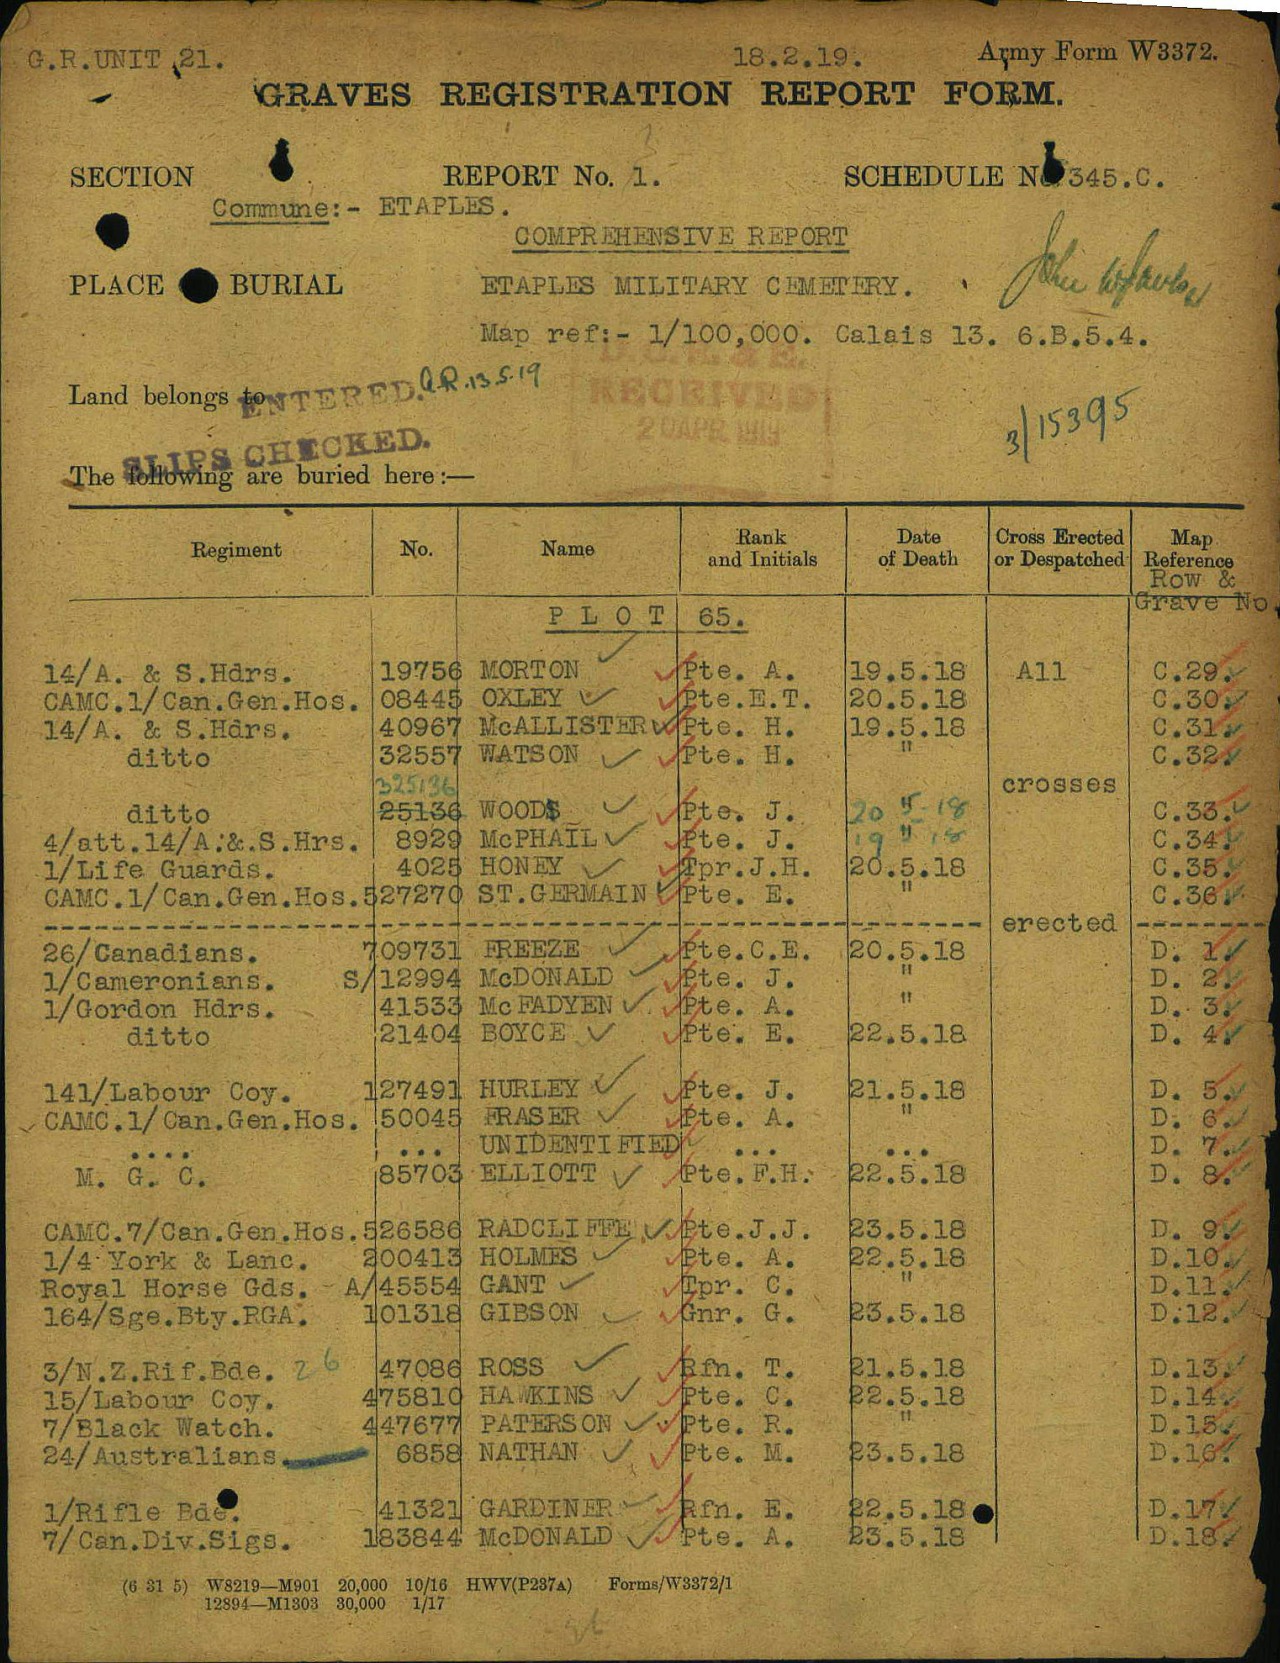 G.R.UNIT 21. 18.2.19. Army Form W3372.
GRAVES REGISTRATION REPORT FORM.
SECTION REPORT No. 1. SCHEDULE No 345.C.
Commune:- ETAPLES.
COMPREHENSIVE REPORT
PLACE BURIAL ETAPLES MILITARY CEMETERY.
Map ref:- 1/100,000. Calais 13. 6.B.5.4.
Land belongs to ENTERED. 13.5.19
RECEIVED
2 0 APR 1919
3/15395
SLIPS CHECKED.
The following are buried here:—
Regiment No. Name Rank and Initials Date of Death Cross Erected or Despatched Map Reference
Row & Grave No.
PLOT 65.
14/A. & S.Hdrs. 19756 MORTON Pte. A. 19.5.18 All C.29.
CAMC.1/Can.Gen.Hos. 08445 OXLEY Pte.E.T. 20.5.18 C.30.
14/A. & S.Hdrs. 40967 McALLISTER Pte. H. 19.5.18 C.31.
ditto 32557 WATSON Pte. H. " C.32.
325136 crosses
ditto 25136 WOODS Pte. J. 20 " 5-18 C.33.
4/att.14/A.&.S.Hrs. 8929 McPHAIL Pte. J. 19 " 18 C.34.
1/Life Guards. 4025 HONEY Tpr.J.H. 20.5.18 C.35.
CAMC.1/Can.Gen.Hos. 527270 ST.GERMAIN Pte. E. " C.36.
erected
26/Canadians. 709731 FREEZE Pte.C.E. 20.5.18 D. 1.
1/Cameronians. S/12994 McDONALD Pte. J. " D. 2.
1/Gordon Hdrs. 41533 McFADYEN Pte. A. " D. 3.
ditto 21404 BOYCE Pte. E. 22.5.18 D. 4.
141/Labour Coy. 127491 HURLEY Pte. J. 21.5.18 D. 5.
CAMC.1/Can.Gen.Hos. 50045 FRASER Pte. A. " D. 6.
.... ... UNIDENTIFIED ... ... D. 7.
M. G. C. 85703 ELLIOTT Pte.F.H. 22.5.18 D. 8.
CAMC.7/Can.Gen.Hos. 526586 RADCLIFFE Pte.J.J. 23.5.18 D. 9.
1/4 York & Lanc. 200413 HOLMES Pte. A. 22.5.18 D.10.
Royal Horse Gds. A/45554 GANT Tpr. C. " D.11.
164/Sge.Bty.RGA. 101318 GIBSON Gnr. G. 23.5.18 D.12.
3/N.Z.Rif.Bde. 26 47086 ROSS Rfn. T. 21.5.18 D.13.
15/Labour Coy. 475810 HAWKINS Pte. C. 22.5.18 D.14.
7/Black Watch. 447677 PATERSON Pte. R. " D.15.
24/Australians. 6858 NATHAN Pte. M. 23.5.18 D.16.
1/Rifle Bde. 41321 GARDINER Rfn. E. 22.5.18 D.17.
7/Can.Div.Sigs. 183844 McDONALD Pte. A. 23.5.18 D.18.
(6 31 5) W8219—M901 20,000 10/16 HWV(P237A) Forms/W3372/1
12894—M1303 30,000 1/17